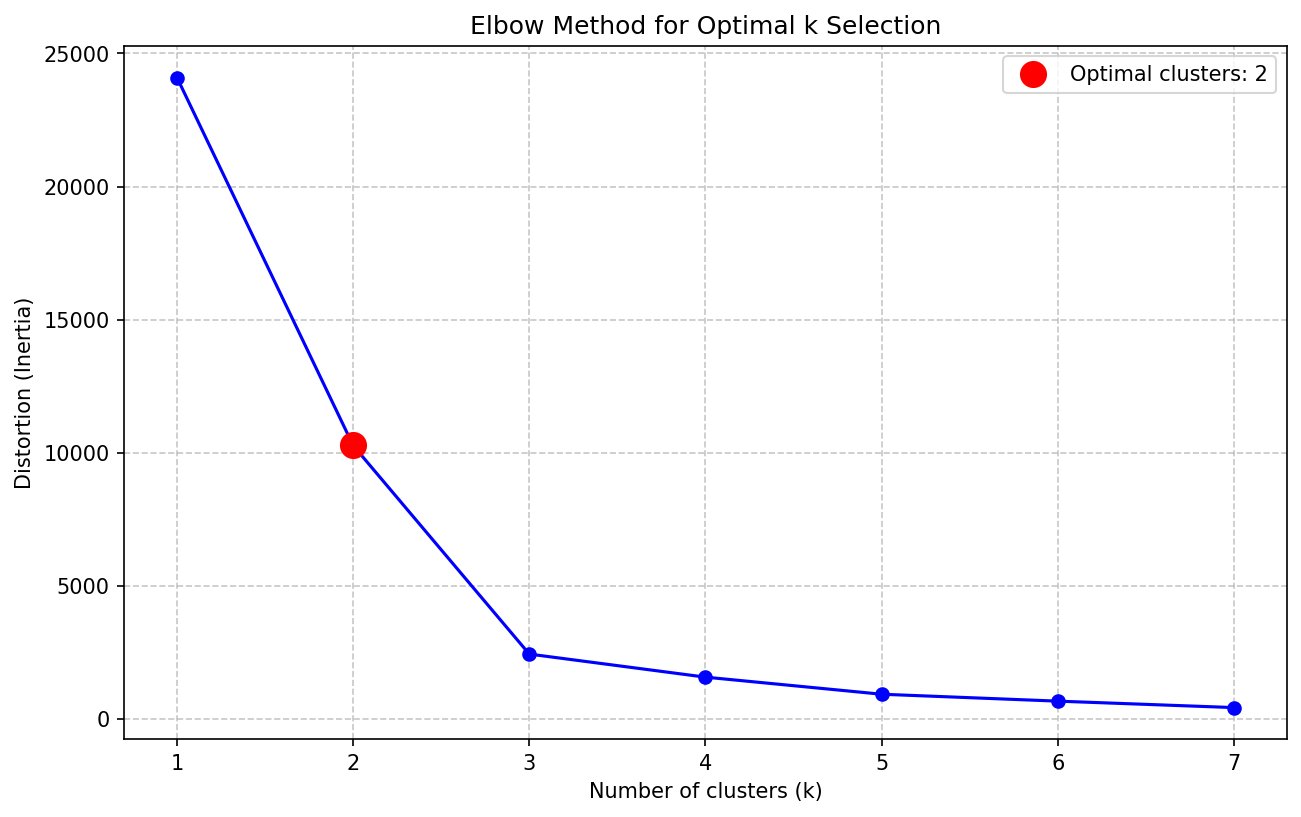 Elbow Method for Optimal k Selection
Optimal clusters: 2
Distortion (Inertia)
25000
20000
15000
10000
5000
0
1 2 3 4 5 6 7
Number of clusters (k)